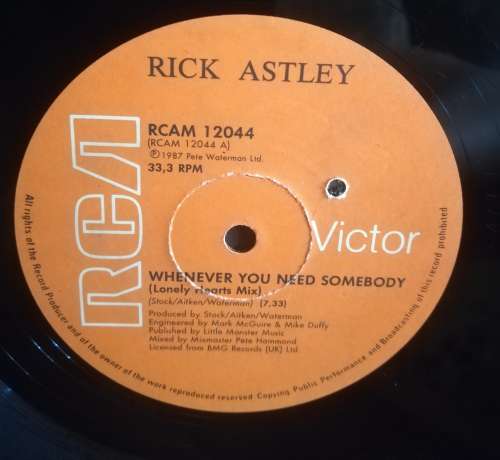 RICK ASTLEY
RCAM 12044
(RCAM 12044 A)
℗1987 Pete Waterman Ltd.
33,3 RPM
RCA
Victor
WHENEVER YOU NEED SOMEBODY
(Lonely Hearts Mix)
(Stock/Aitken/Waterman) (7.33)
Produced by Stock/Aitken/Waterman
Engineered by Mark McGuire & Mike Duffy
Published by Little Monster Music
Mixed by Mixmaster Pete Hammond
Licensed from BMG Records (UK) Ltd.
All rights of the Record Producer and of the owner of the work reproduced reserved Copying Public Performance and Broadcasting of this record prohibited